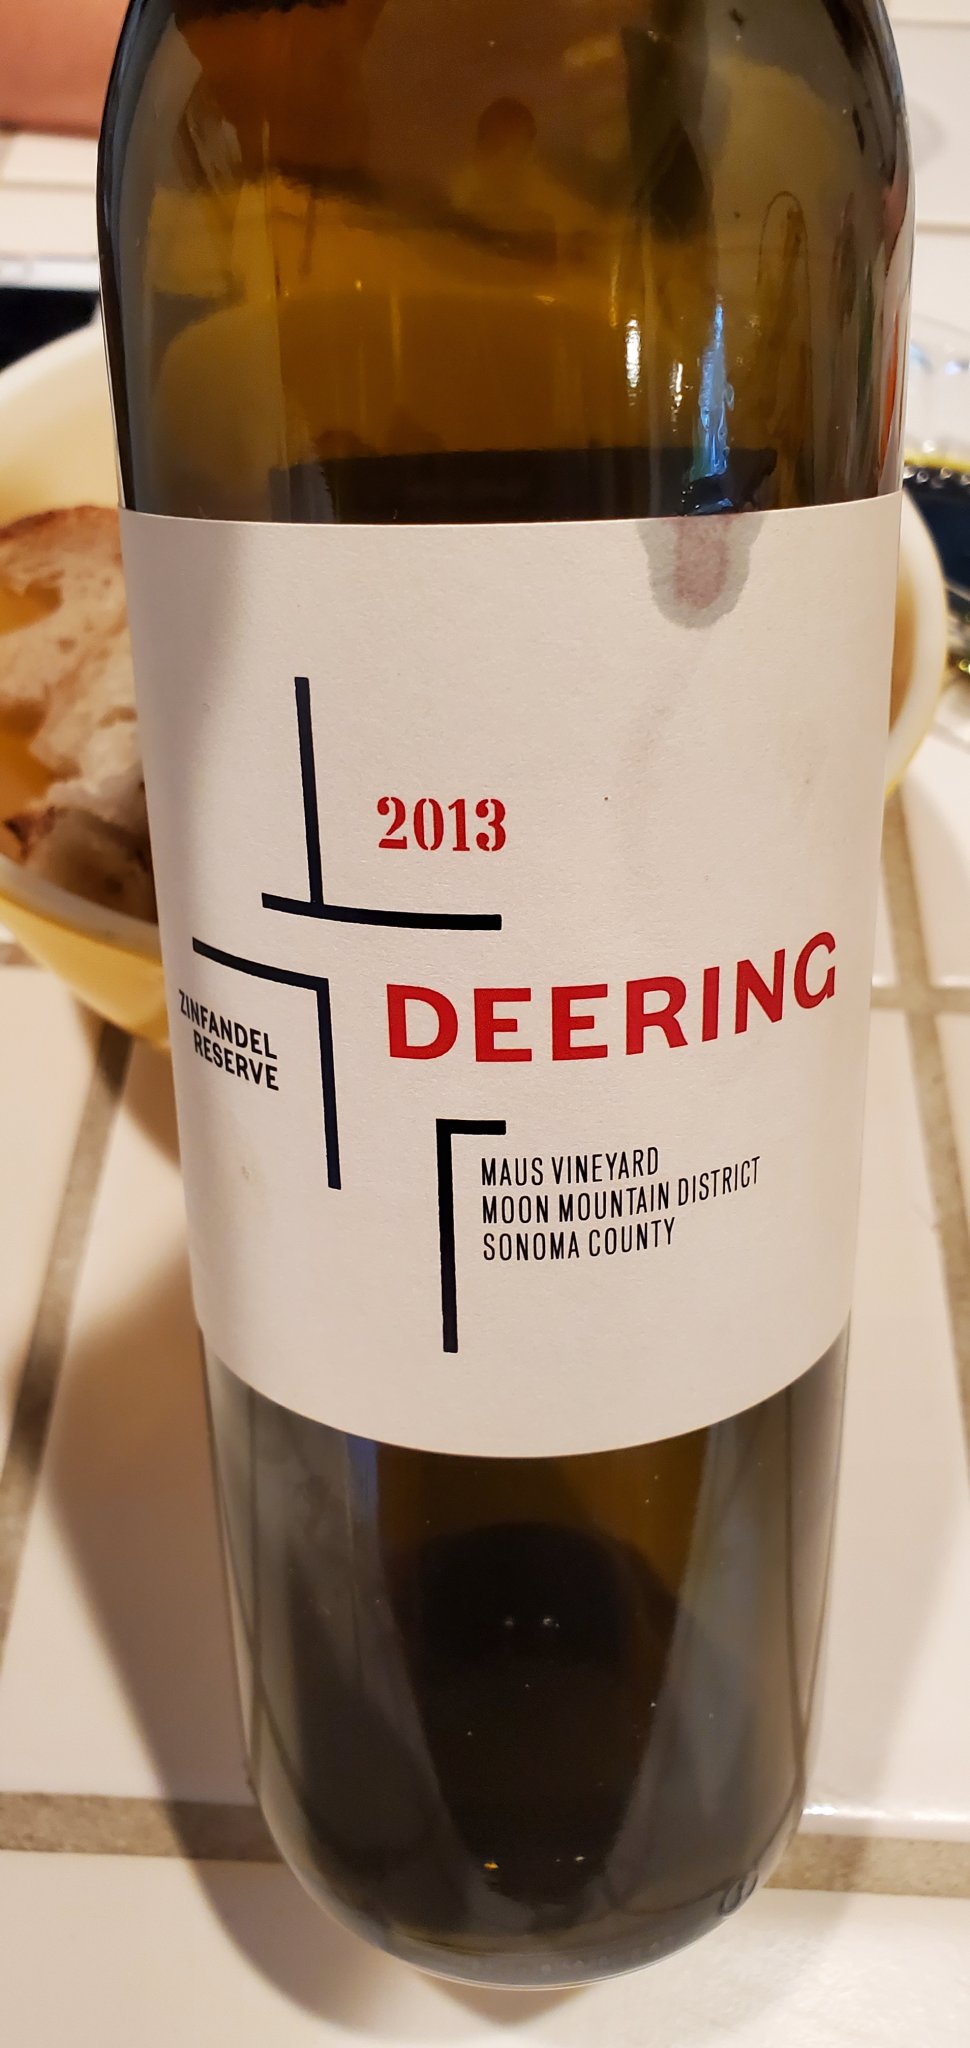 2013
DEERING
ZINFANDEL
RESERVE
MAUS VINEYARD
MOON MOUNTAIN DISTRICT
SONOMA COUNTY